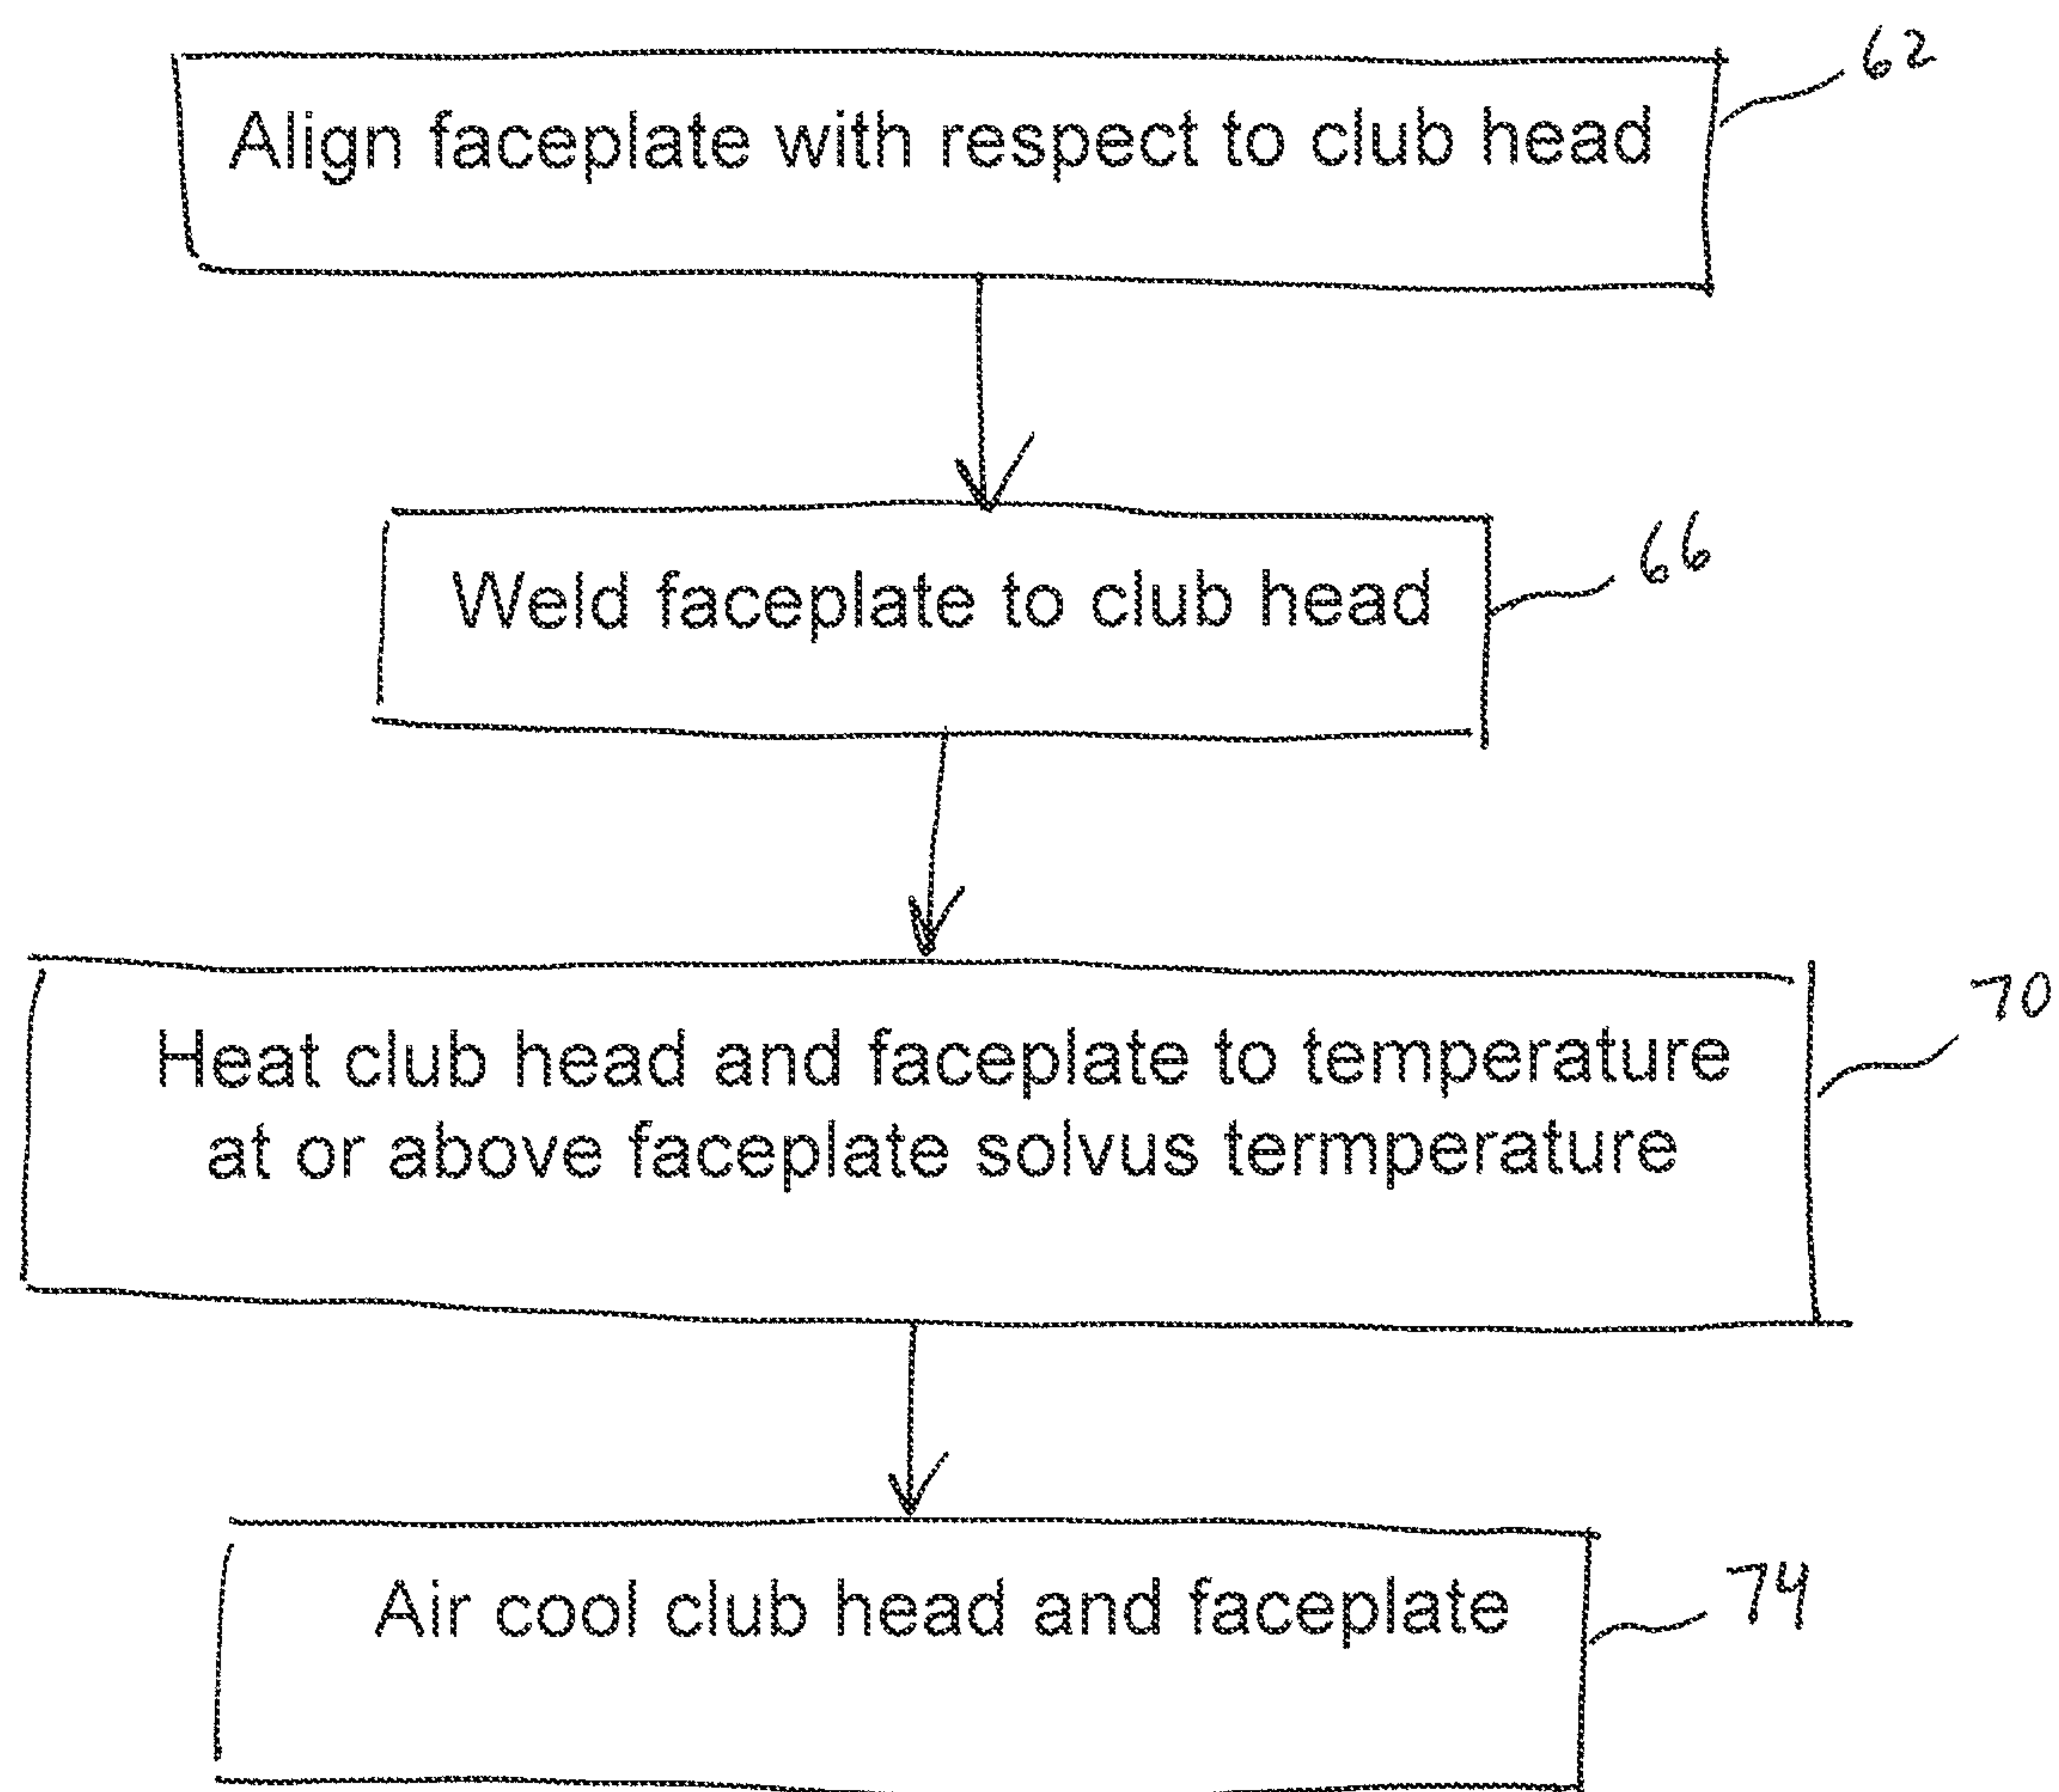 62
Align faceplate with respect to club head
66
Weld faceplate to club head
70
Heat club head and faceplate to temperature
at or above faceplate solvus termperature
74
Air cool club head and faceplate